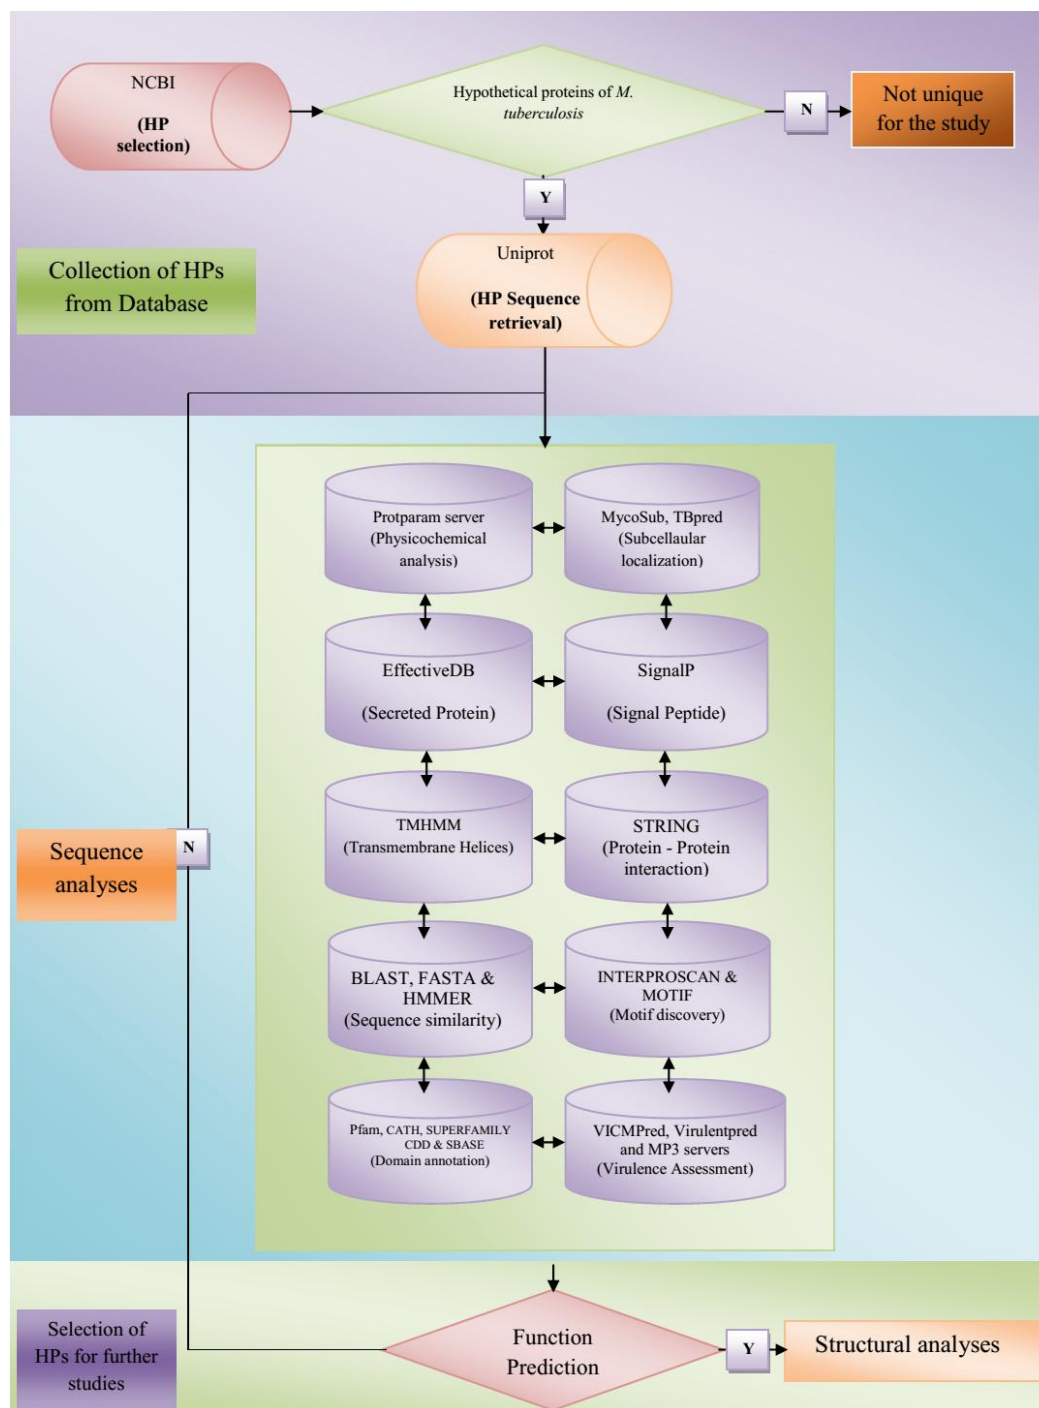 NCBI
(HP
selection)
Hypothetical proteins of M.
tuberculosis
N
Not unique
for the study
Y
Uniprot
(HP Sequence
retrieval)
Collection of HPs
from Database
Protparam server
(Physicochemical
analysis)
MycoSub, TBpred
(Subcellaular
localization)
EffectiveDB
(Secreted Protein)
SignalP
(Signal Peptide)
TMHMM
(Transmembrane Helices)
STRING
(Protein - Protein
interaction)
Sequence
analyses
N
BLAST, FASTA &
HMMER
(Sequence similarity)
INTERPROSCAN &
MOTIF
(Motif discovery)
Pfam, CATH, SUPERFAMILY
CDD & SBASE
(Domain annotation)
VICMPred, Virulentpred
and MP3 servers
(Virulence Assessment)
Selection of
HPs for further
studies
Function
Prediction
Y
Structural analyses